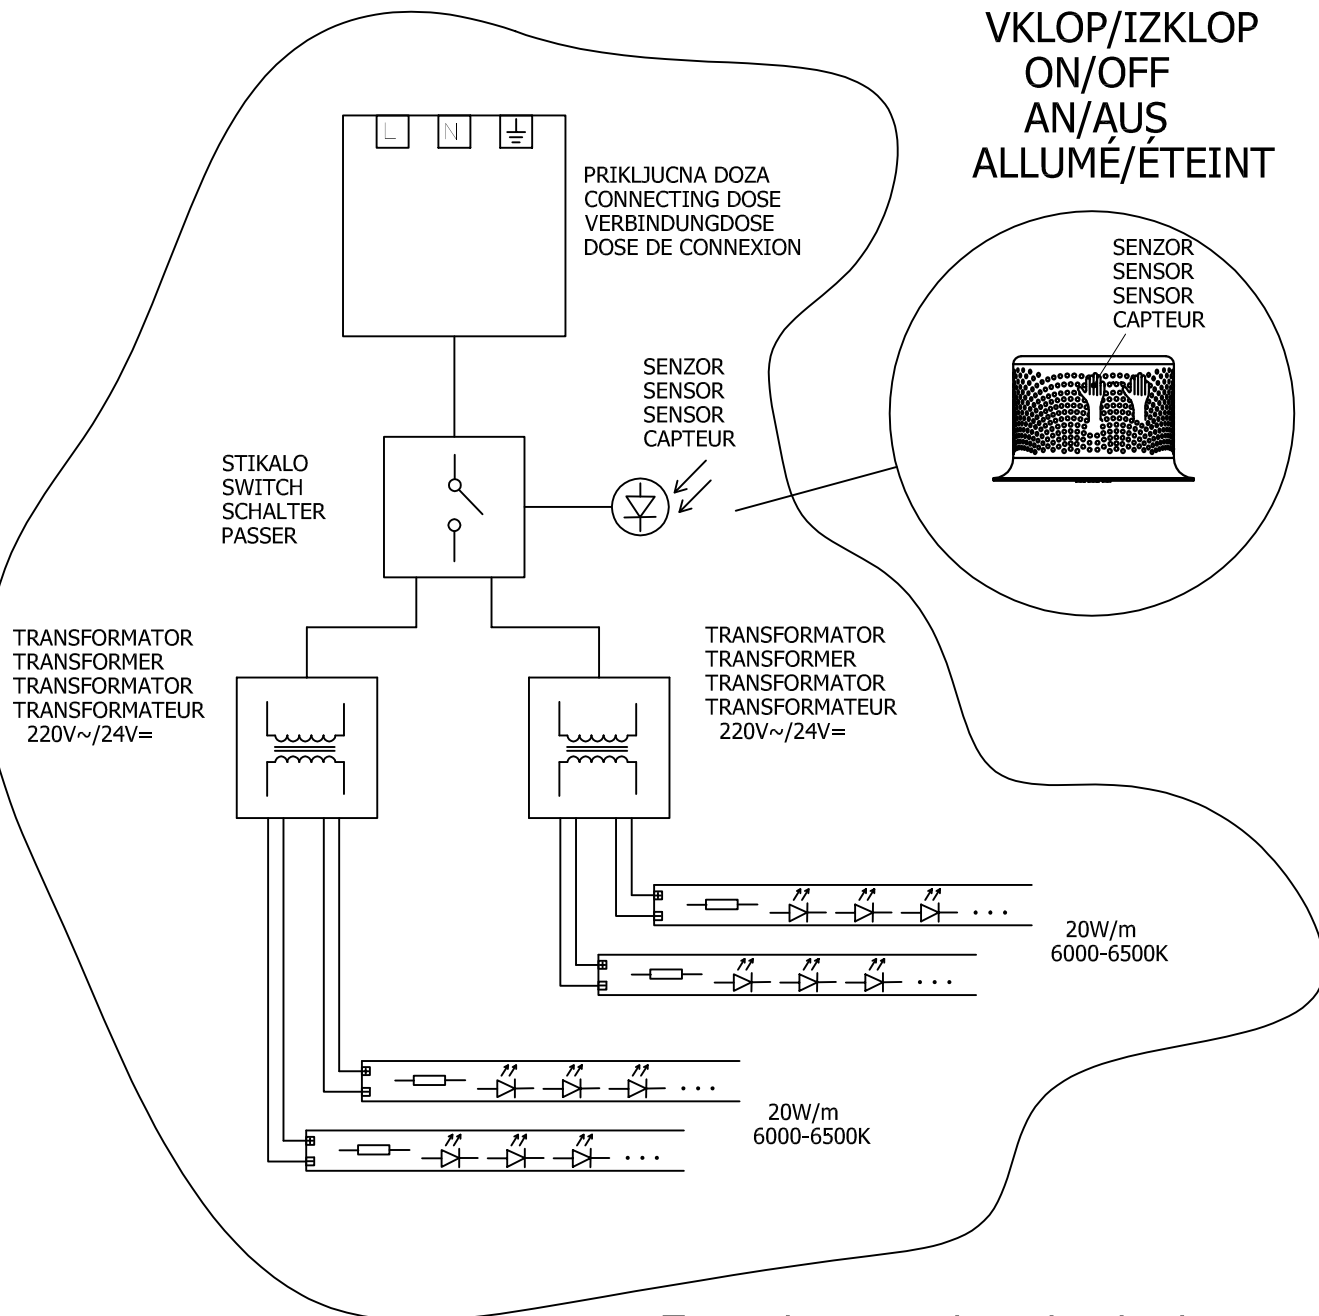 VKLOP/IZKLOP
ON/OFF
AN/AUS
ALLUMÉ/ÉTEINT
L N
PRIKLJUCNA DOZA
CONNECTING DOSE
VERBINDUNGDOSE
DOSE DE CONNEXION
SENZOR
SENSOR
SENSOR
CAPTEUR
SENZOR
SENSOR
SENSOR
CAPTEUR
STIKALO
SWITCH
SCHALTER
PASSER
TRANSFORMATOR
TRANSFORMER
TRANSFORMATOR
TRANSFORMATEUR
220V~/24V=
TRANSFORMATOR
TRANSFORMER
TRANSFORMATOR
TRANSFORMATEUR
220V~/24V=
20W/m
6000-6500K
20W/m
6000-6500K